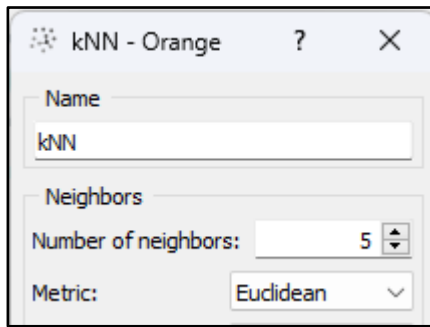 kNN - Orange ?
Name
kNN
Neighbors
Number of neighbors: 5
Metric: Euclidean